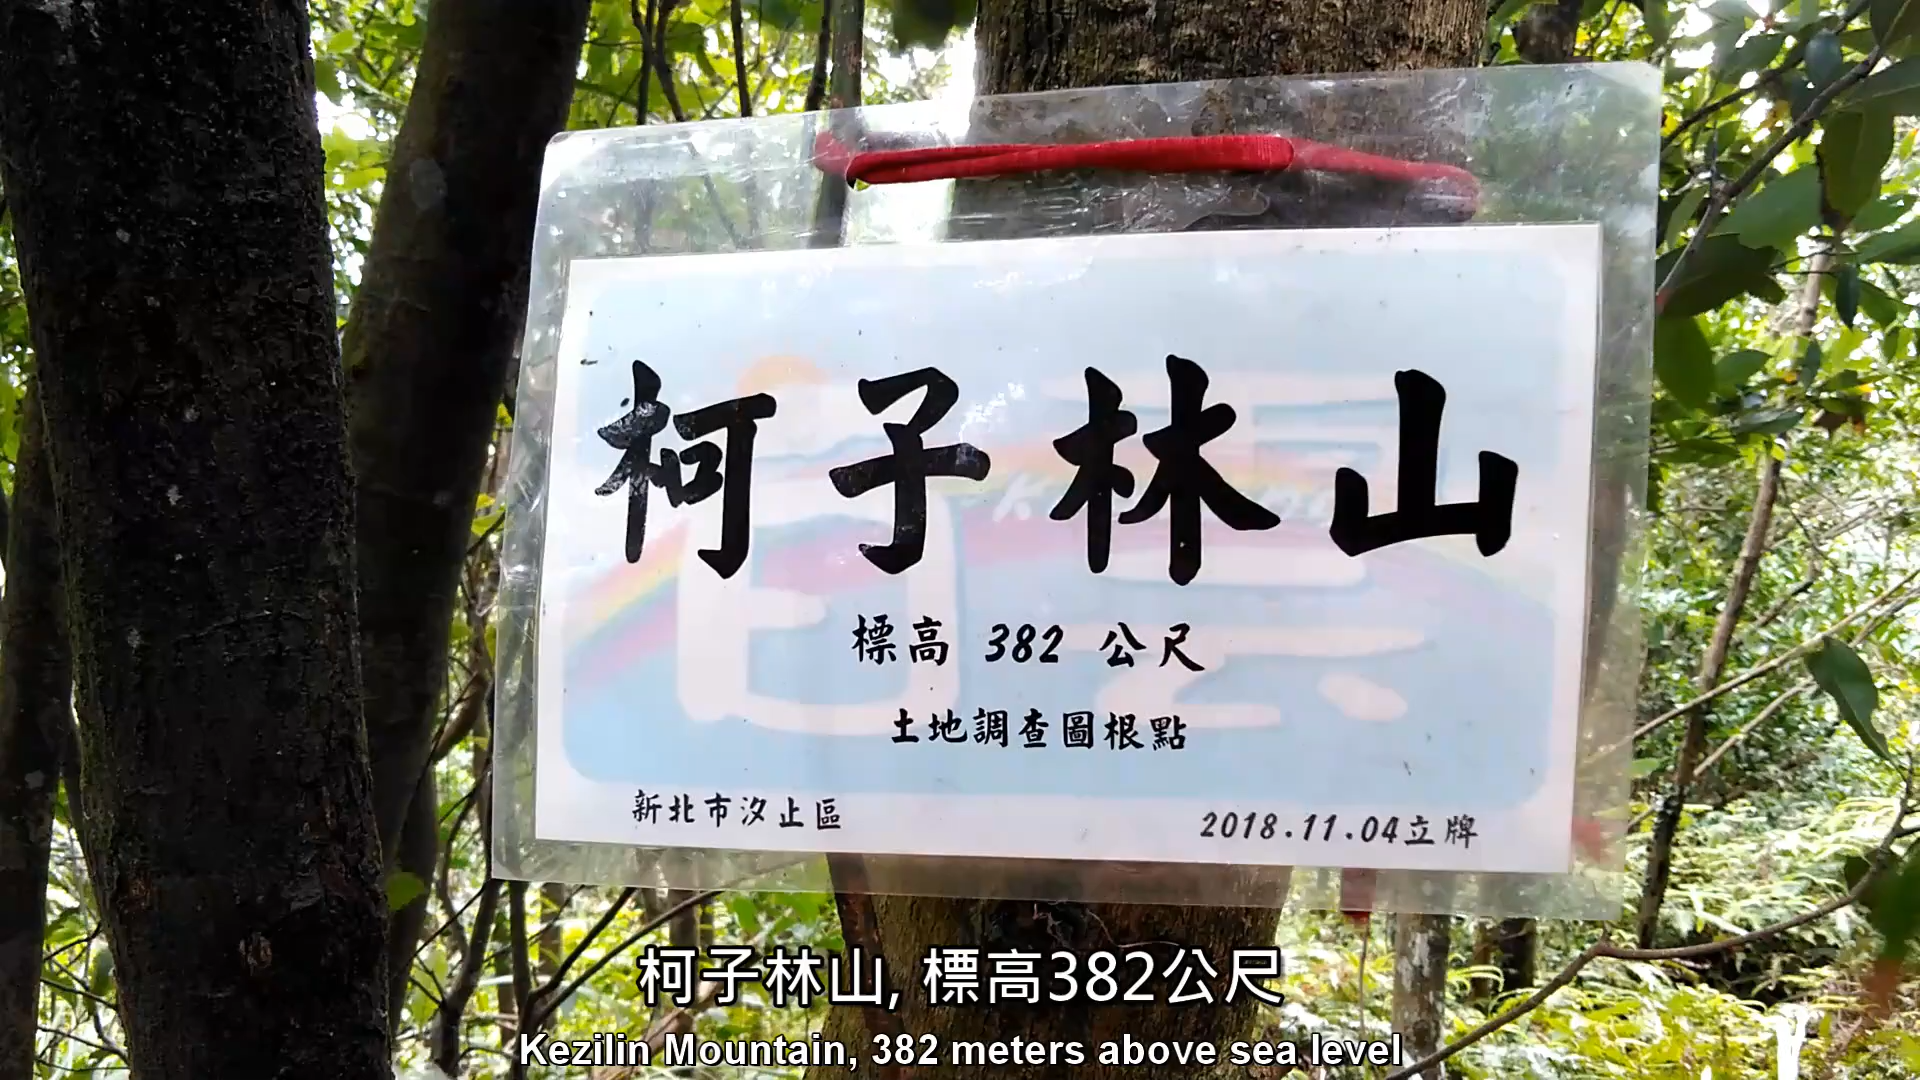 柯子林山
標高 382 公尺
土地調查圖根點
新北市汐止區
2018.11.04立牌
柯子林山, 標高382公尺
Kezilin Mountain, 382 meters above sea level